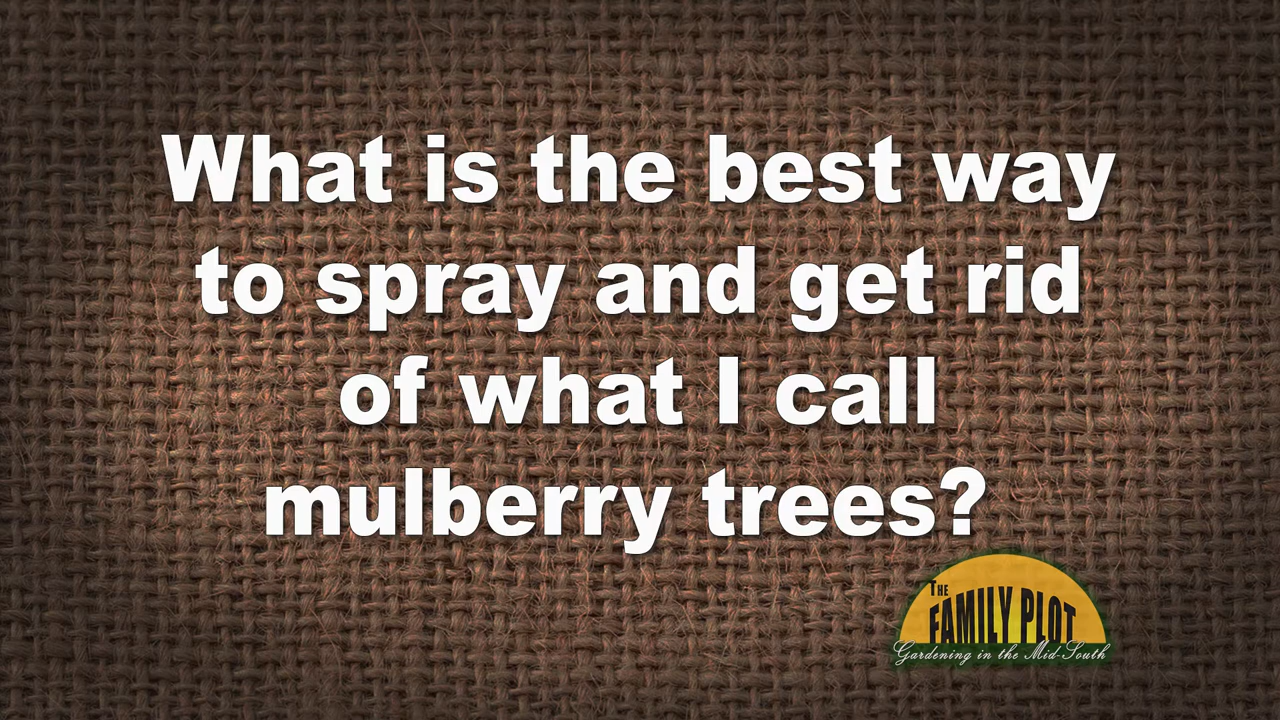 What is the best way
to spray and get rid
of what I call
mulberry trees?
THE
FAMILY PLOT
Gardening in the Mid-South